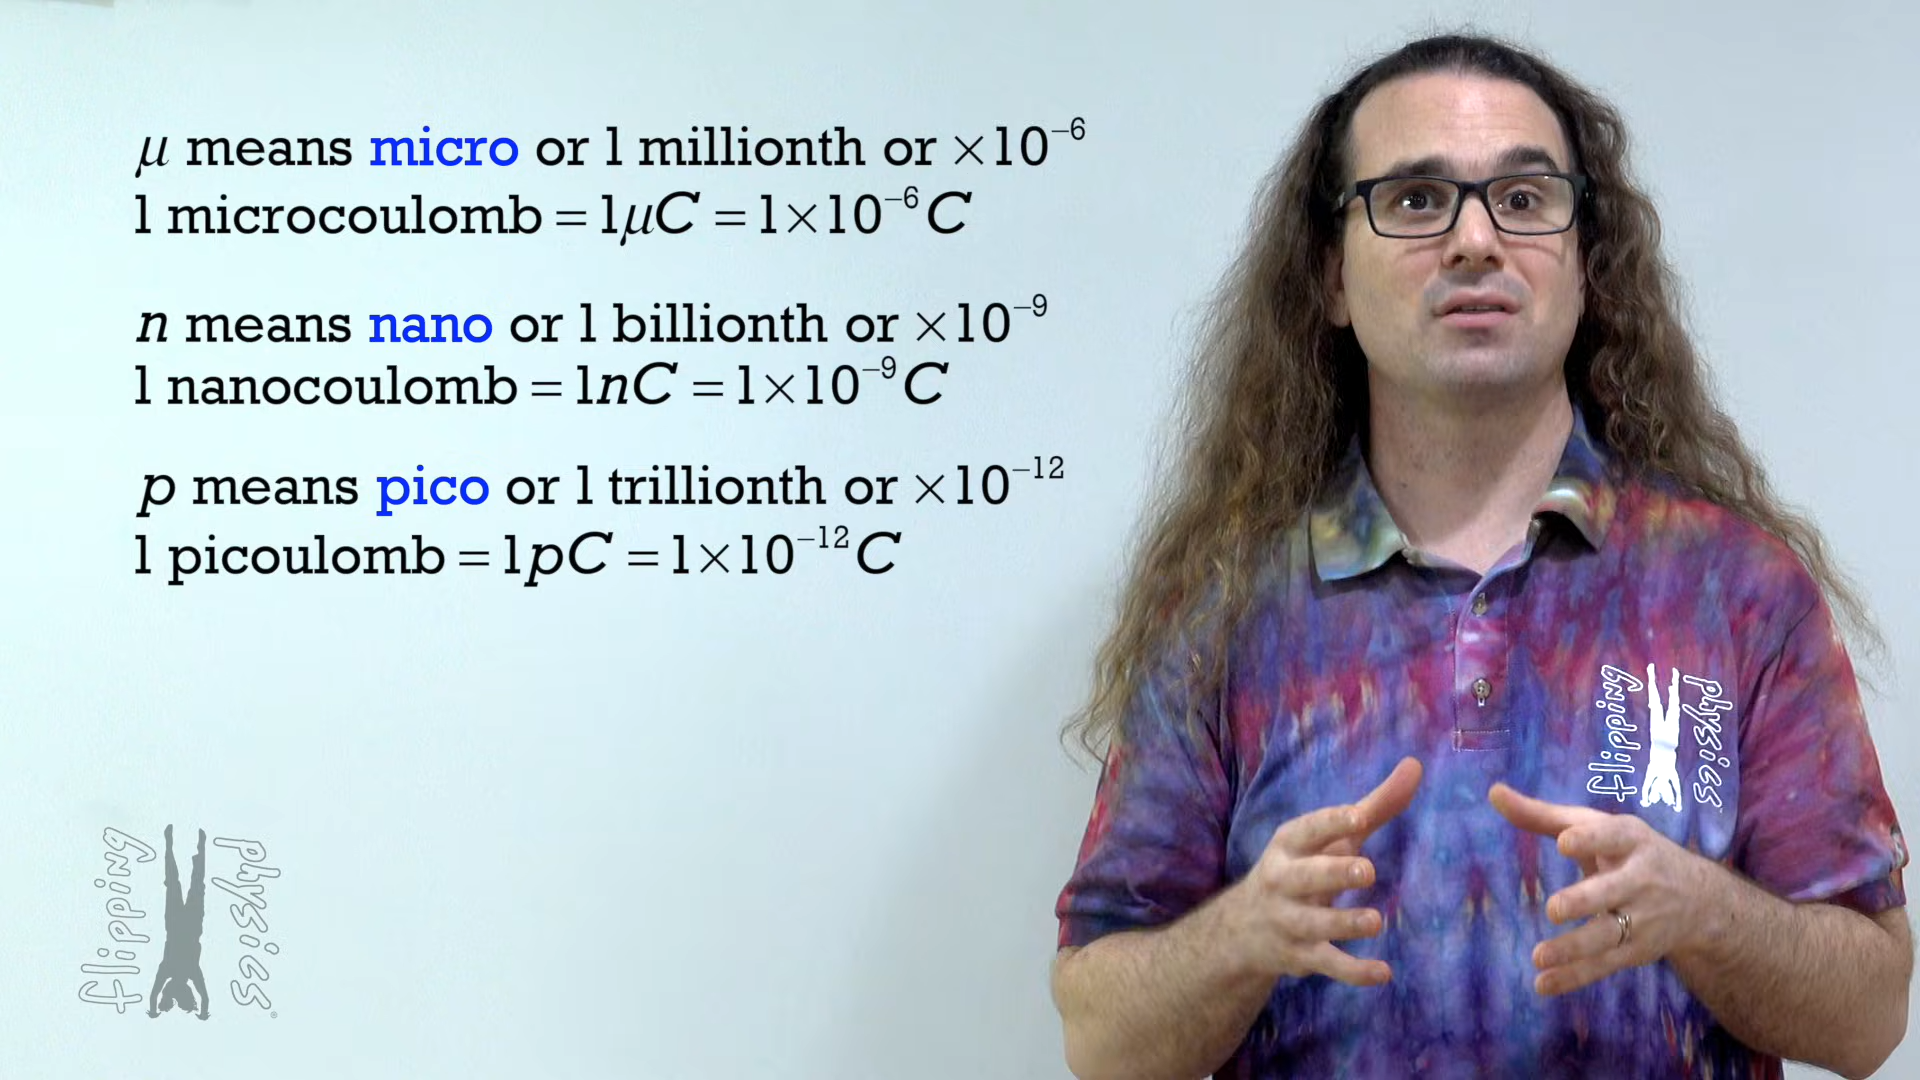 μ means micro or 1 millionth or ×10⁻⁶
1 microcoulomb = 1μC = 1×10⁻⁶ C
n means nano or 1 billionth or ×10⁻⁹
1 nanocoulomb = 1nC = 1×10⁻⁹ C
p means pico or 1 trillionth or ×10⁻¹²
1 picoulomb = 1pC = 1×10⁻¹² C
flipping physics
flipping physics